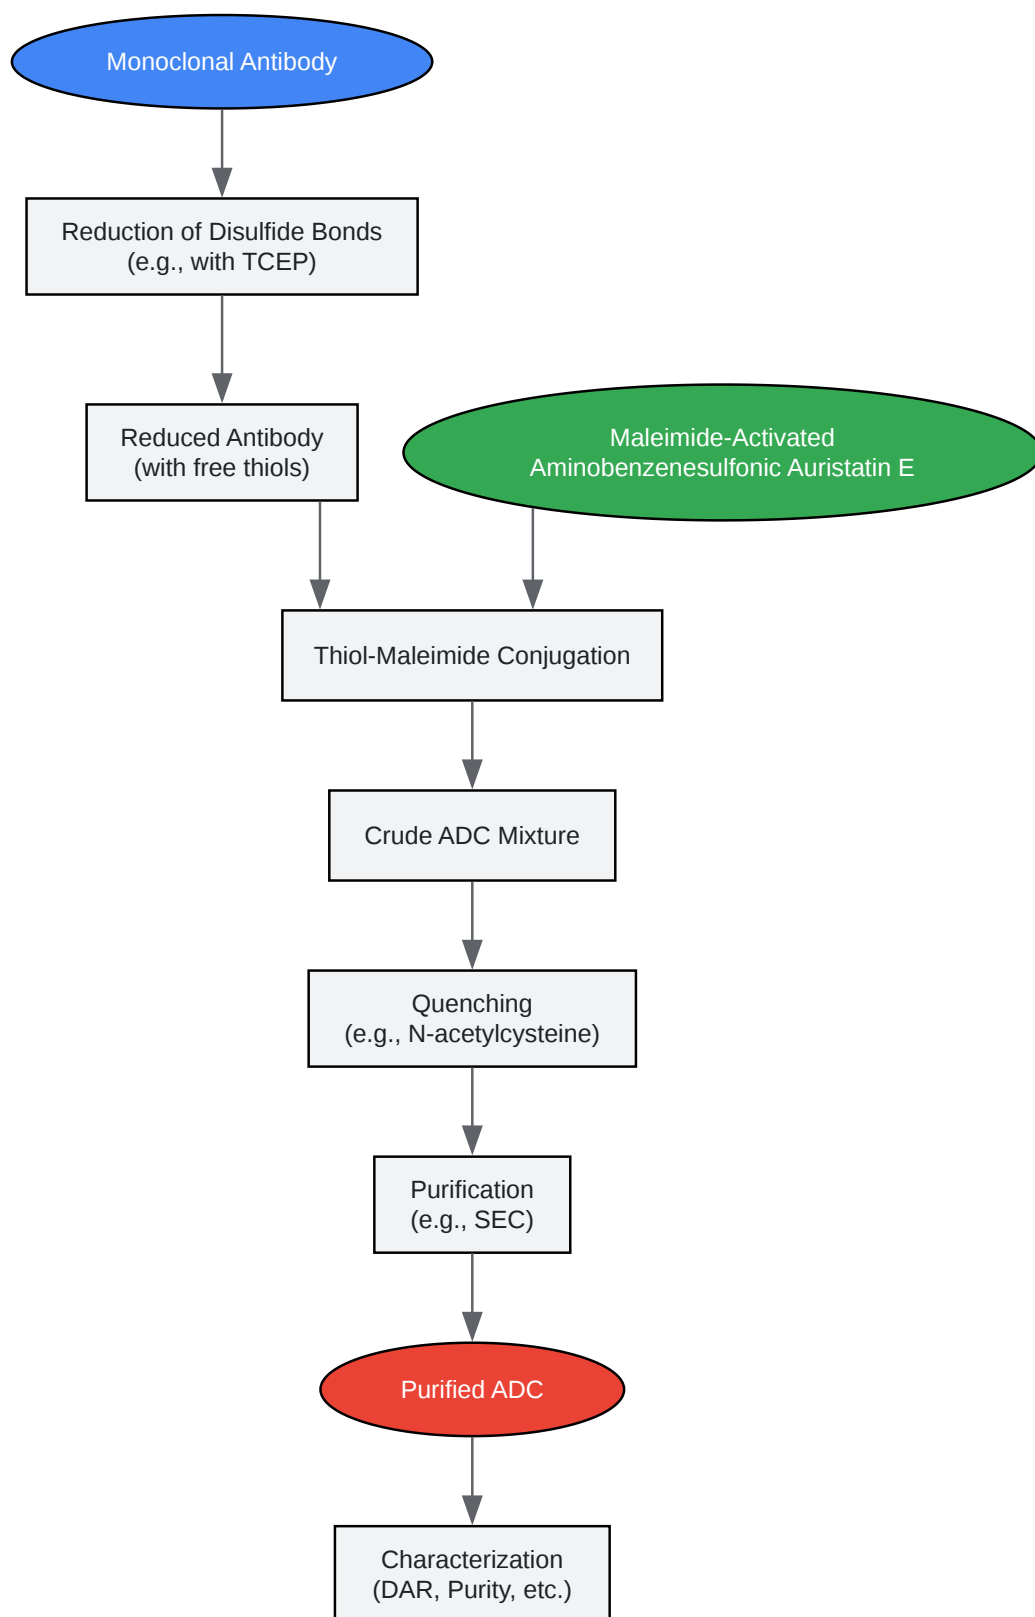 Monoclonal Antibody
Reduction of Disulfide Bonds
(e.g., with TCEP)
Reduced Antibody
(with free thiols)
Maleimide-Activated
Aminobenzenesulfonic Auristatin E
Thiol-Maleimide Conjugation
Crude ADC Mixture
Quenching
(e.g., N-acetylcysteine)
Purification
(e.g., SEC)
Purified ADC
Characterization
(DAR, Purity, etc.)